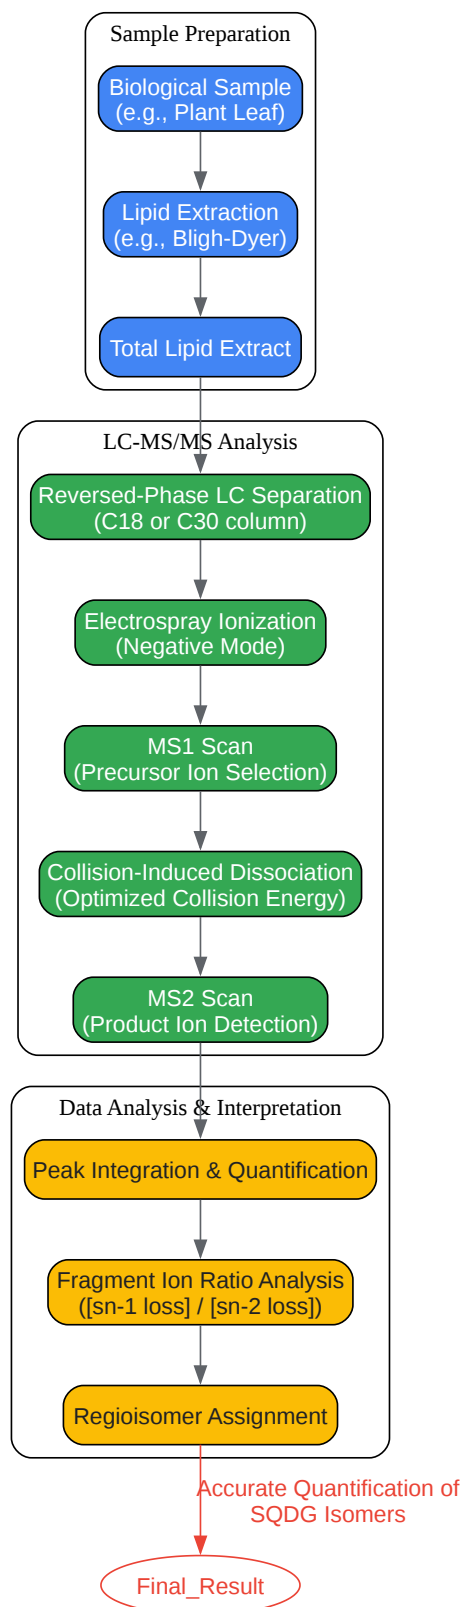 Sample Preparation
Biological Sample
(e.g., Plant Leaf)
Lipid Extraction
(e.g., Bligh-Dyer)
Total Lipid Extract
LC-MS/MS Analysis
Reversed-Phase LC Separation
(C18 or C30 column)
Electrospray Ionization
(Negative Mode)
MS1 Scan
(Precursor Ion Selection)
Collision-Induced Dissociation
(Optimized Collision Energy)
MS2 Scan
(Product Ion Detection)
Data Analysis & Interpretation
Peak Integration & Quantification
Fragment Ion Ratio Analysis
([sn-1 loss] / [sn-2 loss])
Regioisomer Assignment
Accurate Quantification of
SQDG Isomers
Final_Result